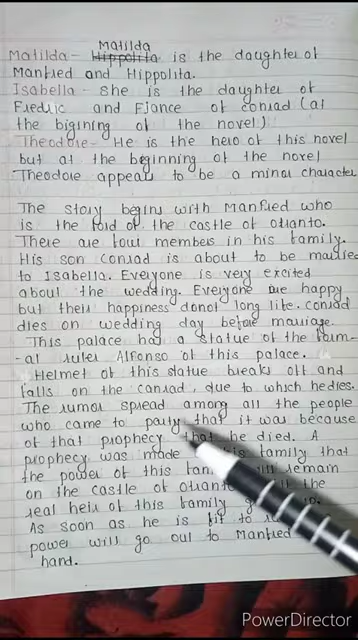 Matilda
Matilda - Hippolita is the daughter of
Manfred and Hippolita.
Isabella - she is the daughter of
Fredric and Fiance of conrad (at
the bigining of the novel)
Theodore - He is the hero of this novel
but at the beginning of the novel
Theodore appears to be a minor character
The story begins with Manfred who
is the lord of the castle of otranto.
There are four members in his family.
His son conrad is about to be married
to Isabella. Everyone is very excited
about the wedding. Everyone are happy
but their happiness donot long life. conrad
dies on wedding day before marriage.
This palace has a statue of the form-
-al ruler Alfonso of this palace.
Helmet of this statue breaks off and
falls on the conrad, due to which he dies.
The rumor spread among all the people
who came to party that it was because
of that prophecy that he died. A
prophecy was made family that
the power of this remain
on the castle of otranto the
real heir of this family
As soon as he is fit to
power will go out to Manfred
hand.
PowerDirector